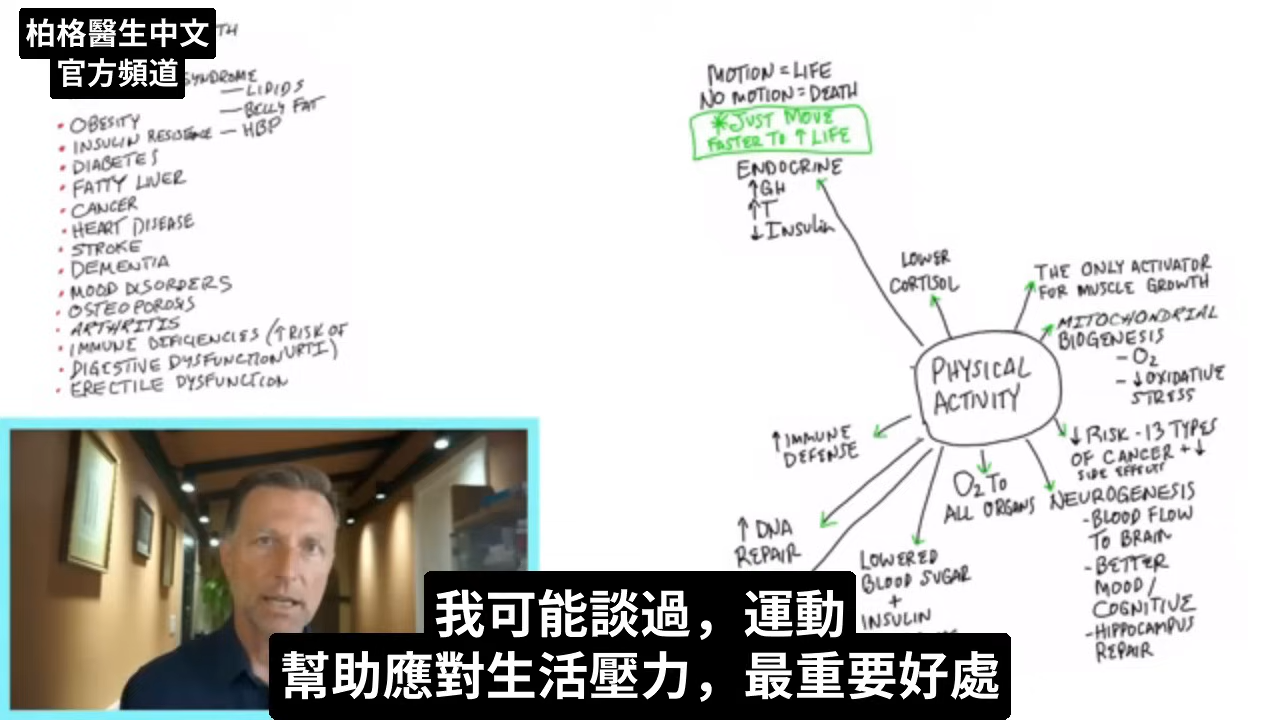 柏格醫生中文
官方頻道
TH
SYNDROME
— LIPIDS
— BELLY FAT
— HBP
• OBESITY
• INSULIN RESISTENCE
• DIABETES
• FATTY LIVER
• CANCER
• HEART DISEASE
• STROKE
• DEMENTIA
• MOOD DISORDERS
• OSTEOPOROSIS
• ARTHRITIS
• IMMUNE DEFICIENCIES (↑RISK OF
URTI)
• DIGESTIVE DYSFUNCTION
• ERECTILE DYSFUNCTION
MOTION = LIFE
NO MOTION = DEATH
*JUST MOVE
FASTER TO ↑ LIFE
ENDOCRINE
↑GH
↑T
↓INSULIN
LOWER
CORTISOL
THE ONLY ACTIVATOR
FOR MUSCLE GROWTH
MITOCHONDRIAL
BIOGENESIS
- O2
- ↓OXIDATIVE
STRESS
PHYSICAL
ACTIVITY
↓RISK - 13 TYPES
OF CANCER + ↓
SIDE EFFECTS
↑IMMUNE
DEFENSE
O2 TO
ALL ORGANS
NEUROGENESIS
- BLOOD FLOW
TO BRAIN
- BETTER
MOOD/
COGNITIVE
- HIPPOCAMPUS
REPAIR
↑DNA
REPAIR
LOWERED
BLOOD SUGAR
+
INSULIN
我可能談過，運動
幫助應對生活壓力，最重要好處